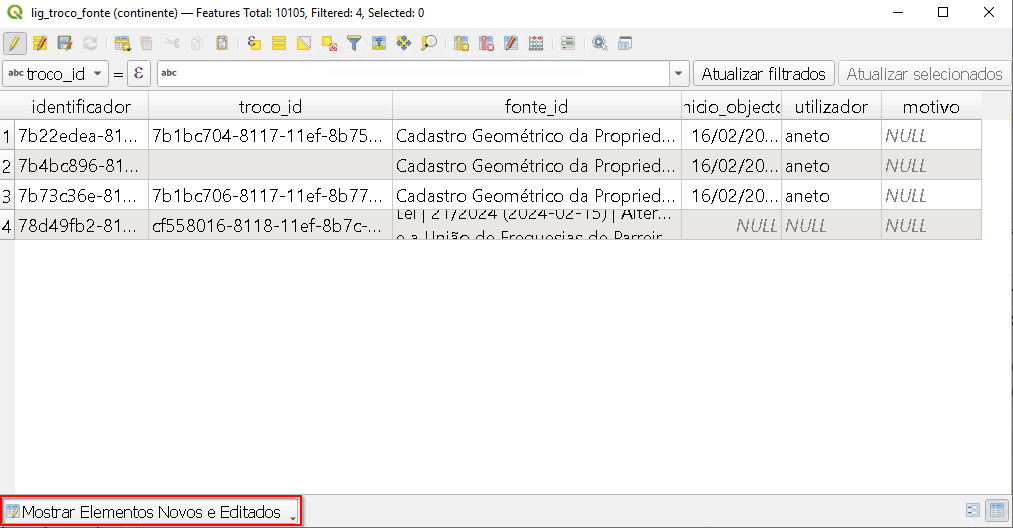 lig_troco_fonte (continente) — Features Total: 10105, Filtered: 4, Selected: 0
abc troco_id = ε abc Atualizar filtrados Atualizar selecionados
identificador troco_id fonte_id nicio_objecto utilizador motivo
1 7b22edea-81... 7b1bc704-8117-11ef-8b75... Cadastro Geométrico da Propried... 16/02/20... aneto NULL
2 7b4bc896-81... Cadastro Geométrico da Propried... 16/02/20... aneto NULL
3 7b73c36e-81... 7b1bc706-8117-11ef-8b77... Cadastro Geométrico da Propried... 16/02/20... aneto NULL
4 78d49fb2-81... cf558016-8118-11ef-8b7c-... Lei | 21/2024 (2024-02-15) | Alter... NULL NULL NULL
e a União de Freguesias de Parreir
Mostrar Elementos Novos e Editados